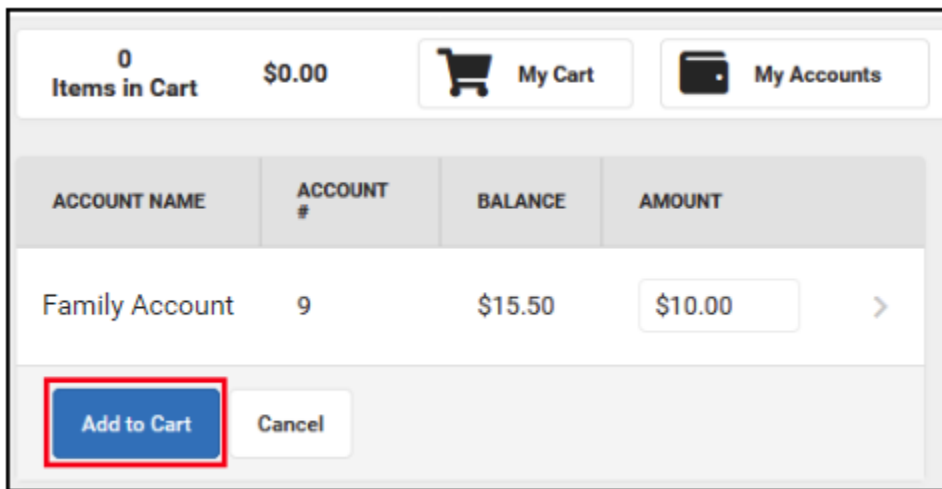 0
Items in Cart
$0.00
My Cart
My Accounts
ACCOUNT NAME
ACCOUNT
#
BALANCE
AMOUNT
Family Account
9
$15.50
$10.00
Add to Cart
Cancel